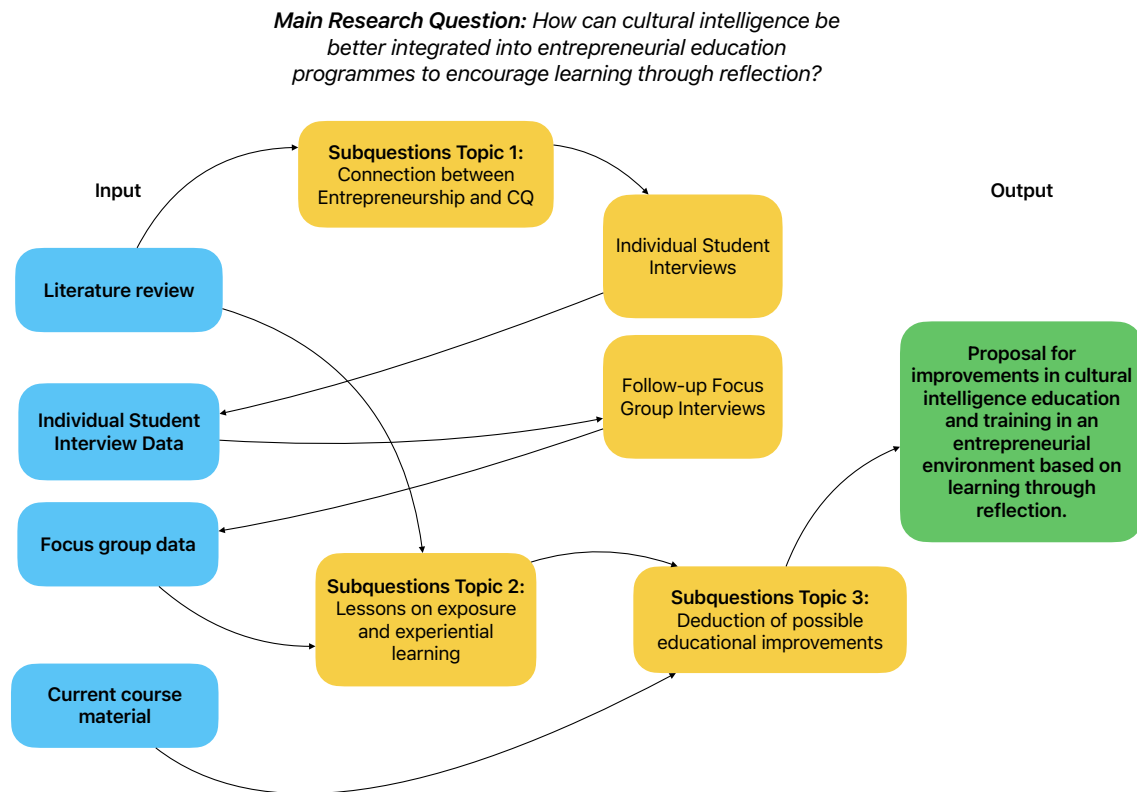 Main Research Question: How can cultural intelligence be
better integrated into entrepreneurial education
programmes to encourage learning through reflection?
Input
Subquestions Topic 1:
Connection between
Entrepreneurship and CQ
Output
Individual Student
Interviews
Literature review
Individual Student
Interview Data
Follow-up Focus
Group Interviews
Proposal for
improvements in cultural
intelligence education
and training in an
entrepreneurial
environment based on
learning through
reflection.
Focus group data
Subquestions Topic 2:
Lessons on exposure
and experiential
learning
Subquestions Topic 3:
Deduction of possible
educational improvements
Current course
material